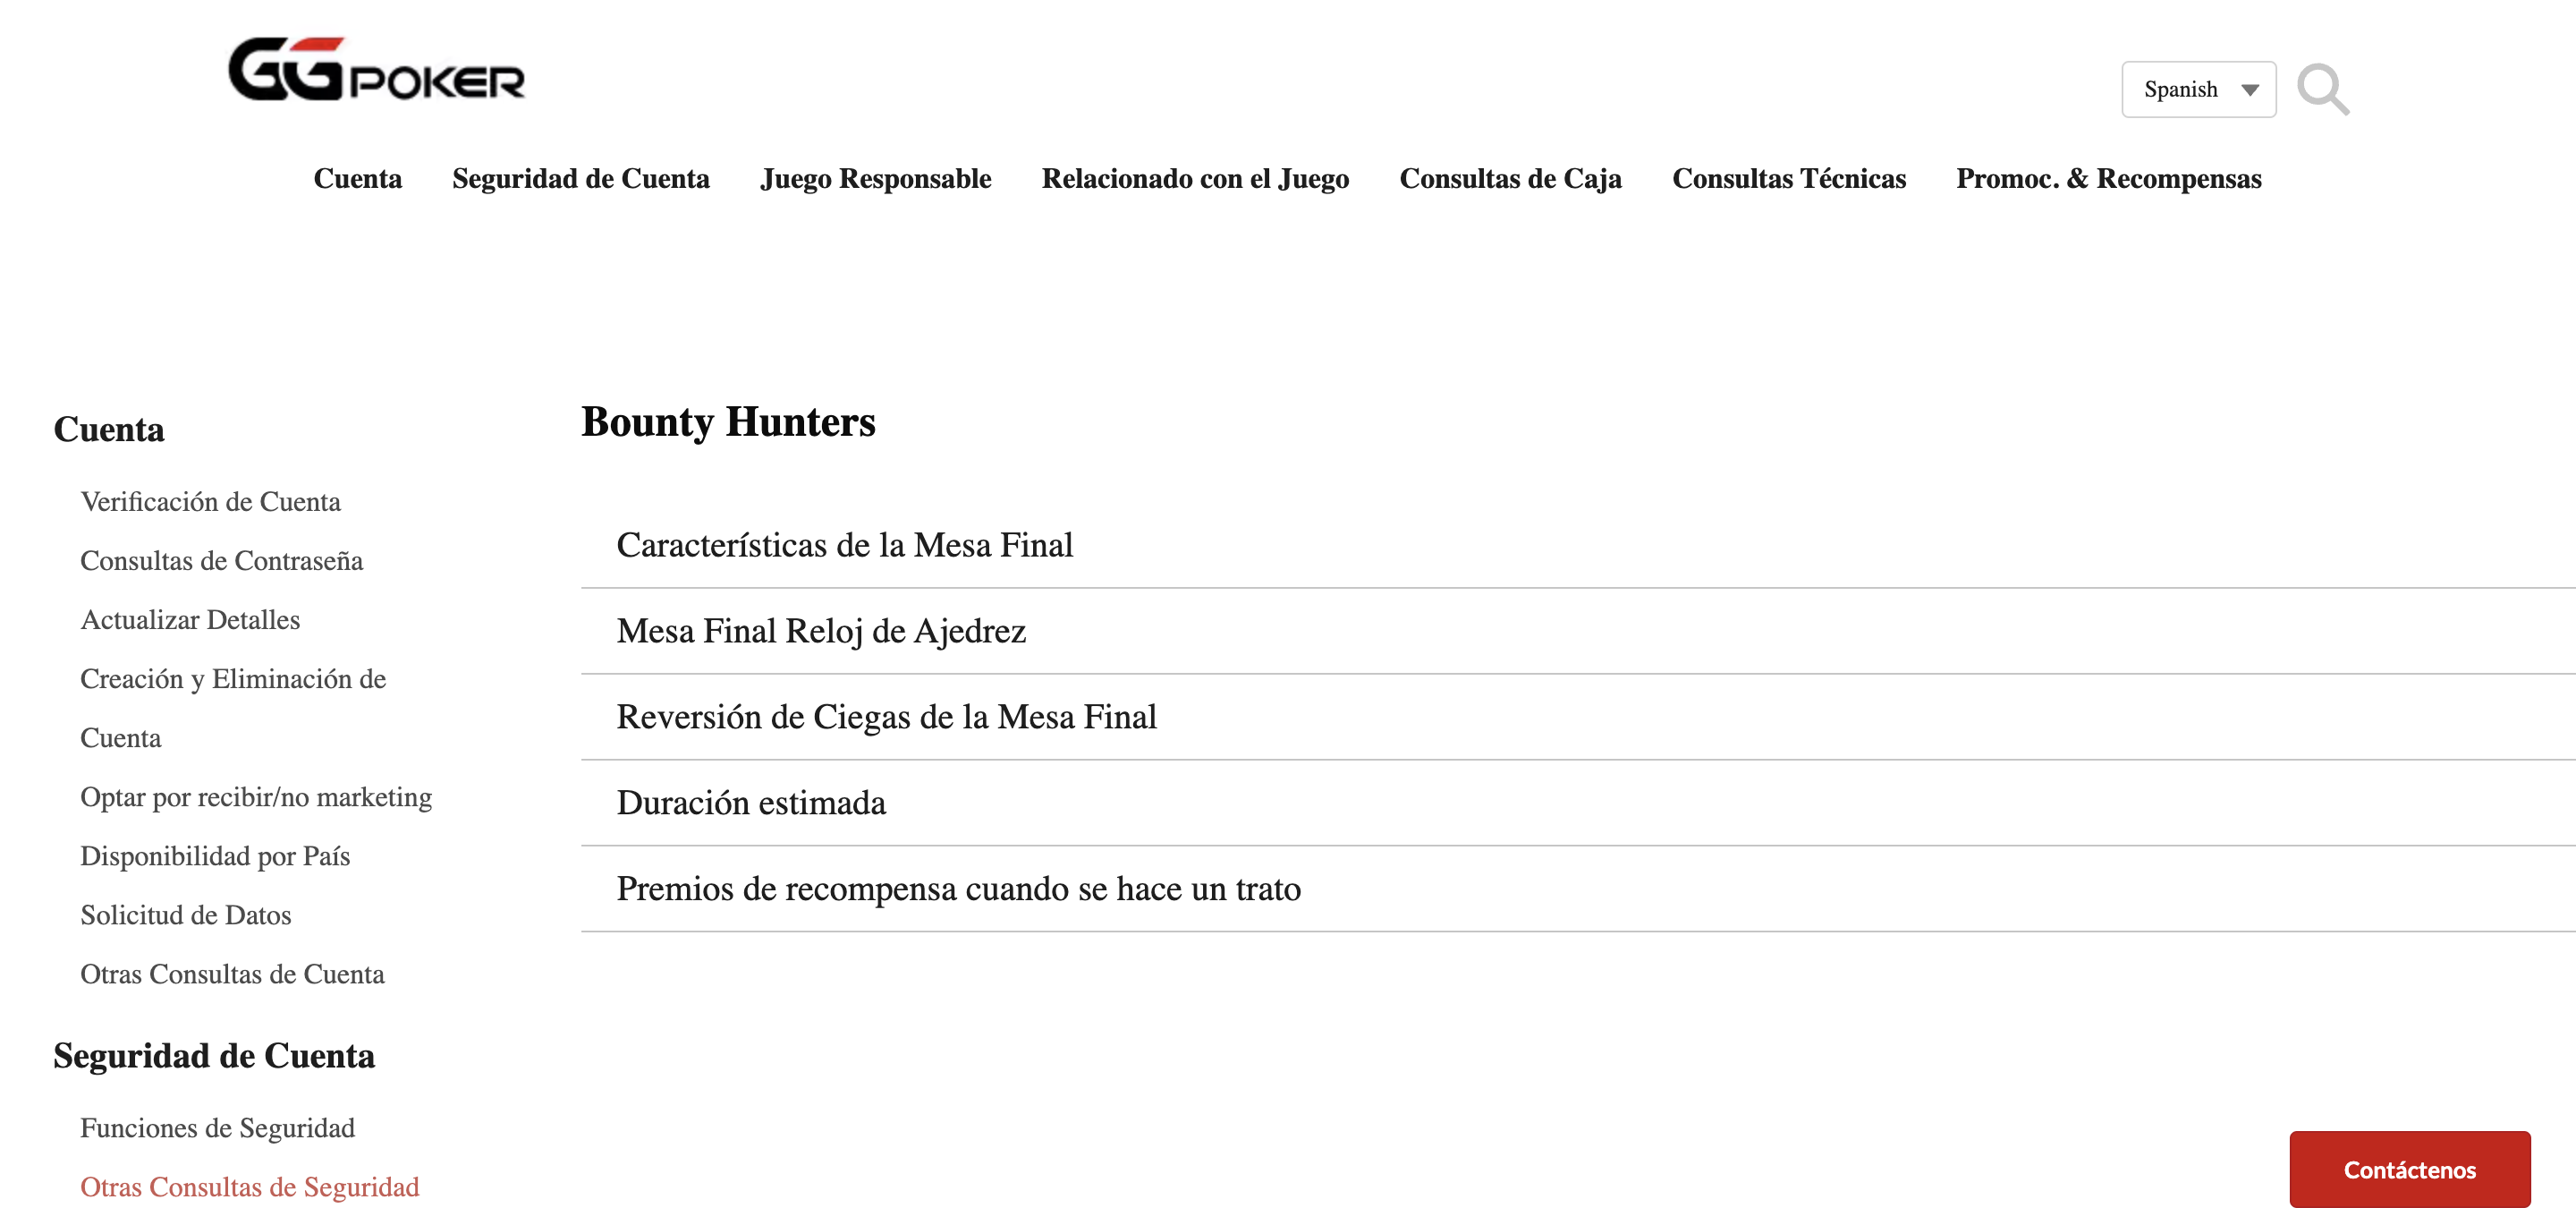 GGPOKER
Spanish
Cuenta Seguridad de Cuenta Juego Responsable Relacionado con el Juego Consultas de Caja Consultas Técnicas Promoc. & Recompensas
Cuenta
Verificación de Cuenta
Consultas de Contraseña
Actualizar Detalles
Creación y Eliminación de
Cuenta
Optar por recibir/no marketing
Disponibilidad por País
Solicitud de Datos
Otras Consultas de Cuenta
Seguridad de Cuenta
Funciones de Seguridad
Otras Consultas de Seguridad
Bounty Hunters
Características de la Mesa Final
Mesa Final Reloj de Ajedrez
Reversión de Ciegas de la Mesa Final
Duración estimada
Premios de recompensa cuando se hace un trato
Contáctenos